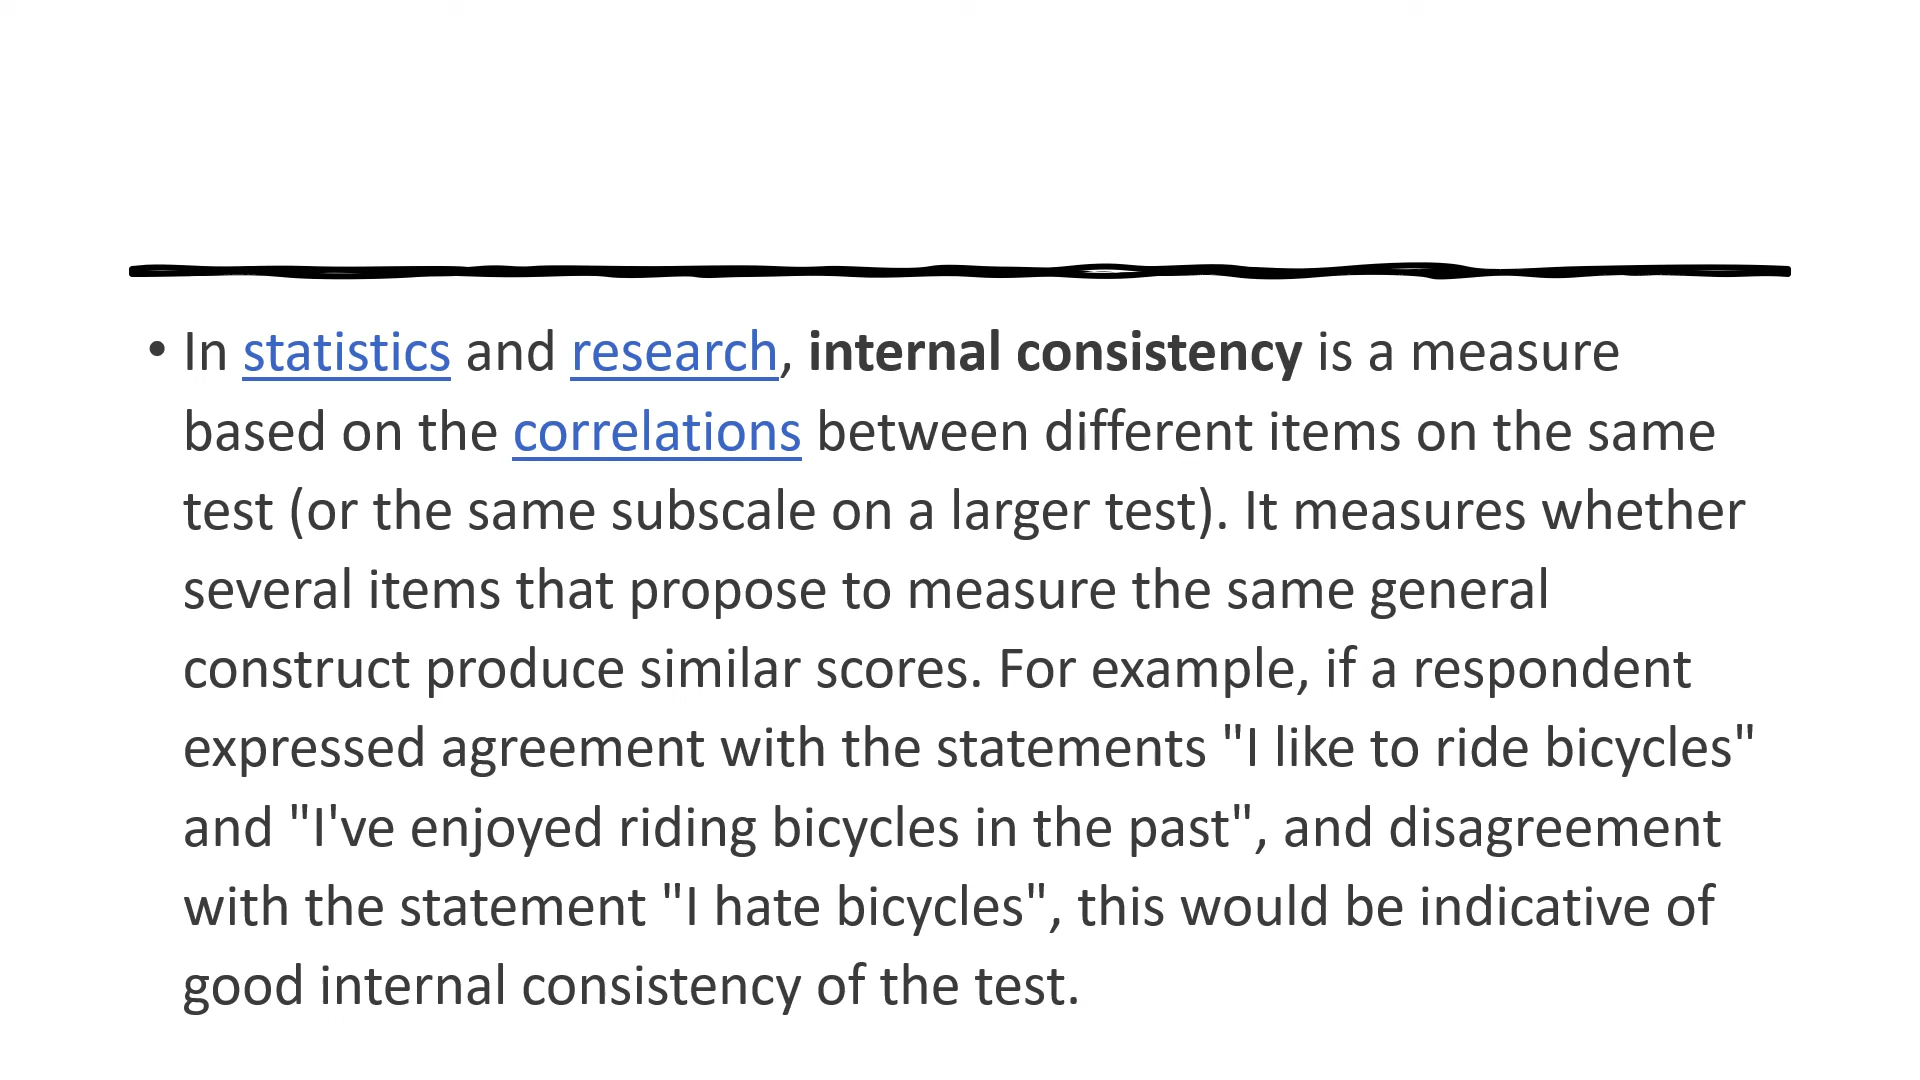 • In statistics and research, internal consistency is a measure
based on the correlations between different items on the same
test (or the same subscale on a larger test). It measures whether
several items that propose to measure the same general
construct produce similar scores. For example, if a respondent
expressed agreement with the statements "I like to ride bicycles"
and "I've enjoyed riding bicycles in the past", and disagreement
with the statement "I hate bicycles", this would be indicative of
good internal consistency of the test.